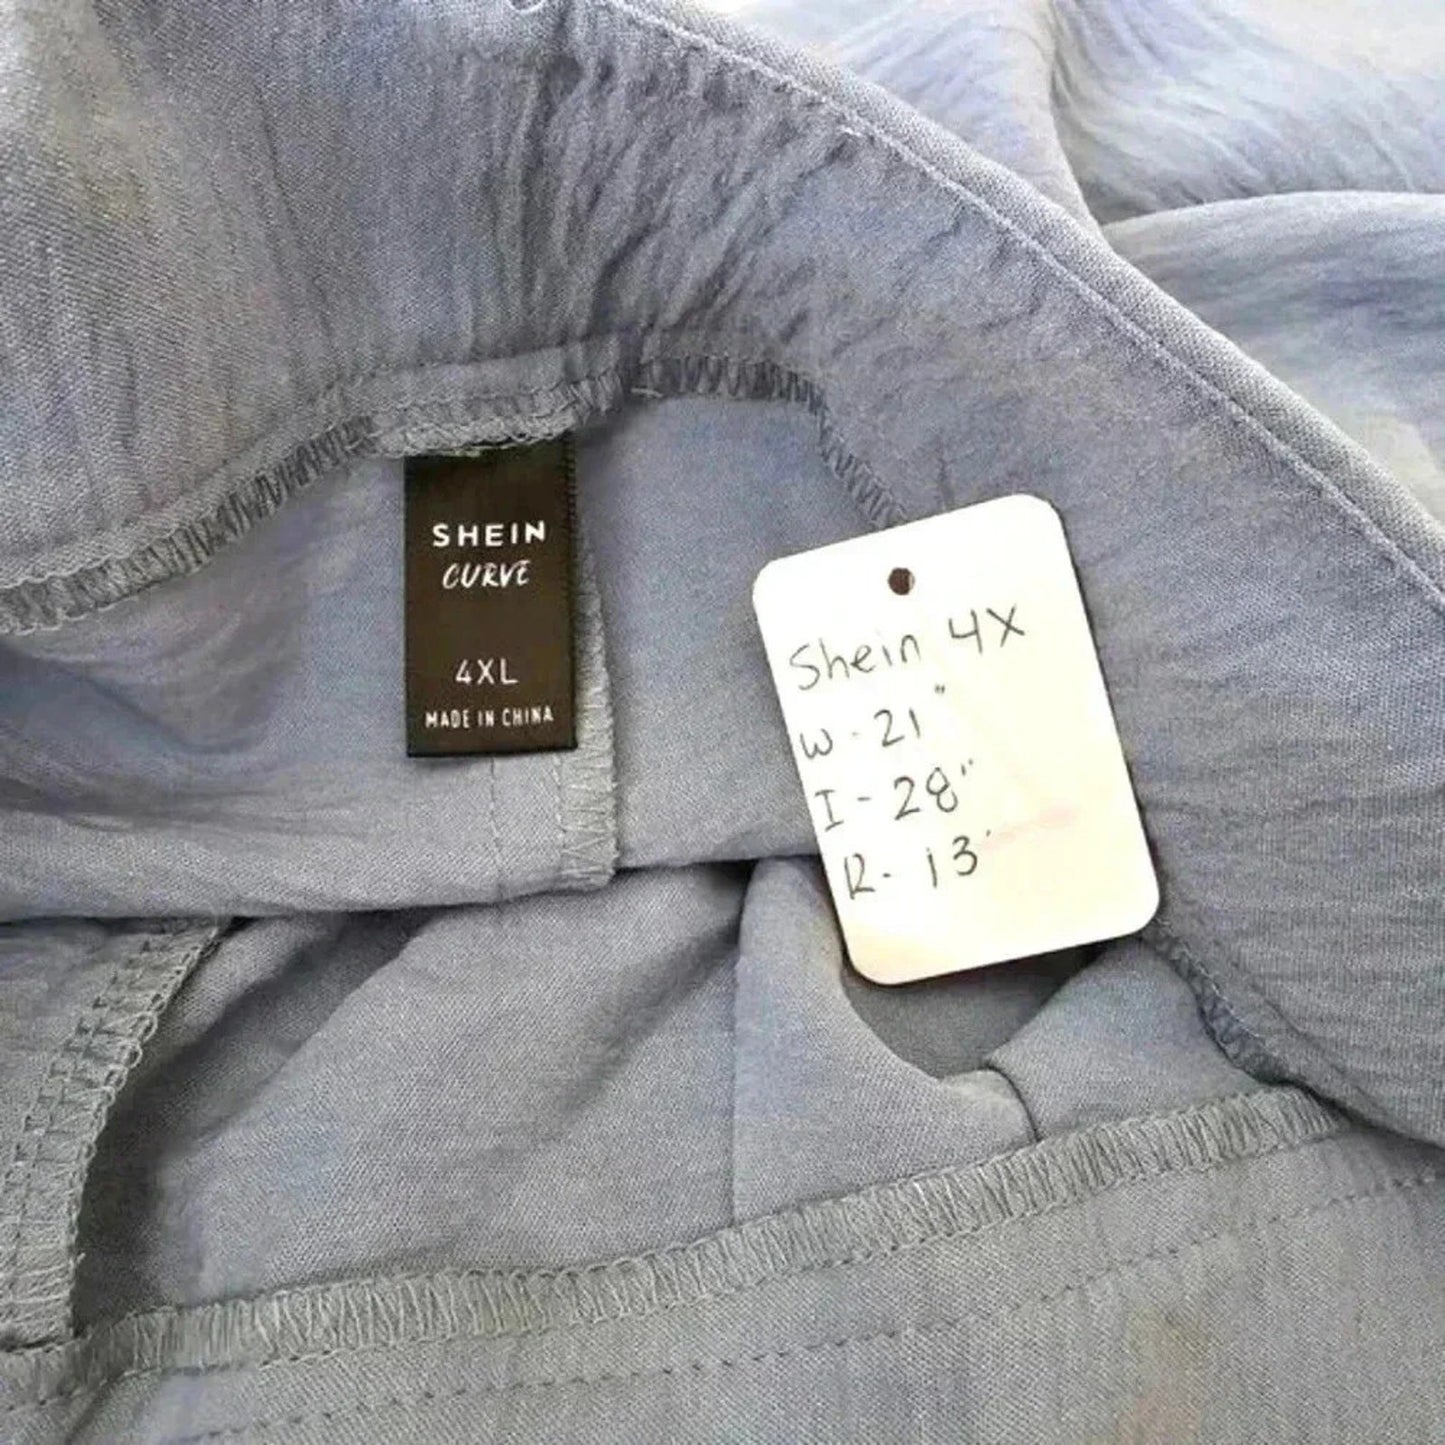 SHEIN
CURVE
4XL
MADE IN CHINA
Shein 4X
W - 21"
I - 28"
R - 13"